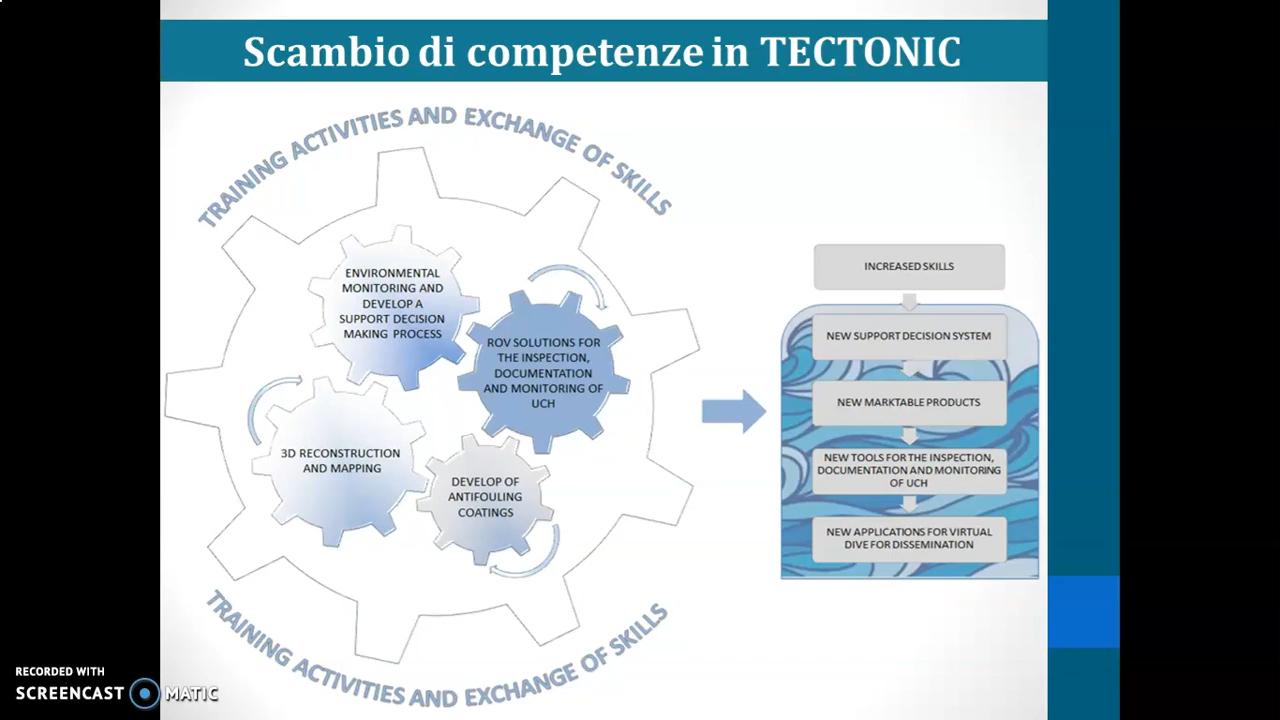 Scambio di competenze in TECTONIC
TRAINING ACTIVITIES AND EXCHANGE OF SKILLS
ENVIRONMENTAL
MONITORING AND
DEVELOP A
SUPPORT DECISION
MAKING PROCESS
ROV SOLUTIONS FOR
THE INSPECTION,
DOCUMENTATION
AND MONITORING OF
UCH
3D RECONSTRUCTION
AND MAPPING
DEVELOP OF
ANTIFOULING
COATINGS
TRAINING ACTIVITIES AND EXCHANGE OF SKILLS
INCREASED SKILLS
NEW SUPPORT DECISION SYSTEM
NEW MARKTABLE PRODUCTS
NEW TOOLS FOR THE INSPECTION,
DOCUMENTATION AND MONITORING
OF UCH
NEW APPLICATIONS FOR VIRTUAL
DIVE FOR DISSEMINATION
RECORDED WITH
SCREENCAST MATIC